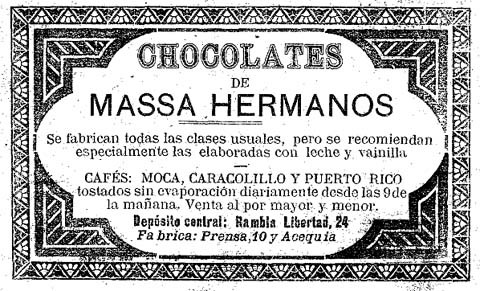 CHOCOLATES
DE
MASSA HERMANOS
Se fabrican todas las clases usuales, pero se recomiendan
especialmente las elaboradas con leche y vainilla
CAFÉS: MOCA, CARACOLILLO Y PUERTO RICO
tostados sin evaporación diariamente desde las 9 de
la mañana. Venta al por mayor y menor.
Depósito central: Rambla Libertad, 24
Fabrica: Prensa, 10 y Acequia